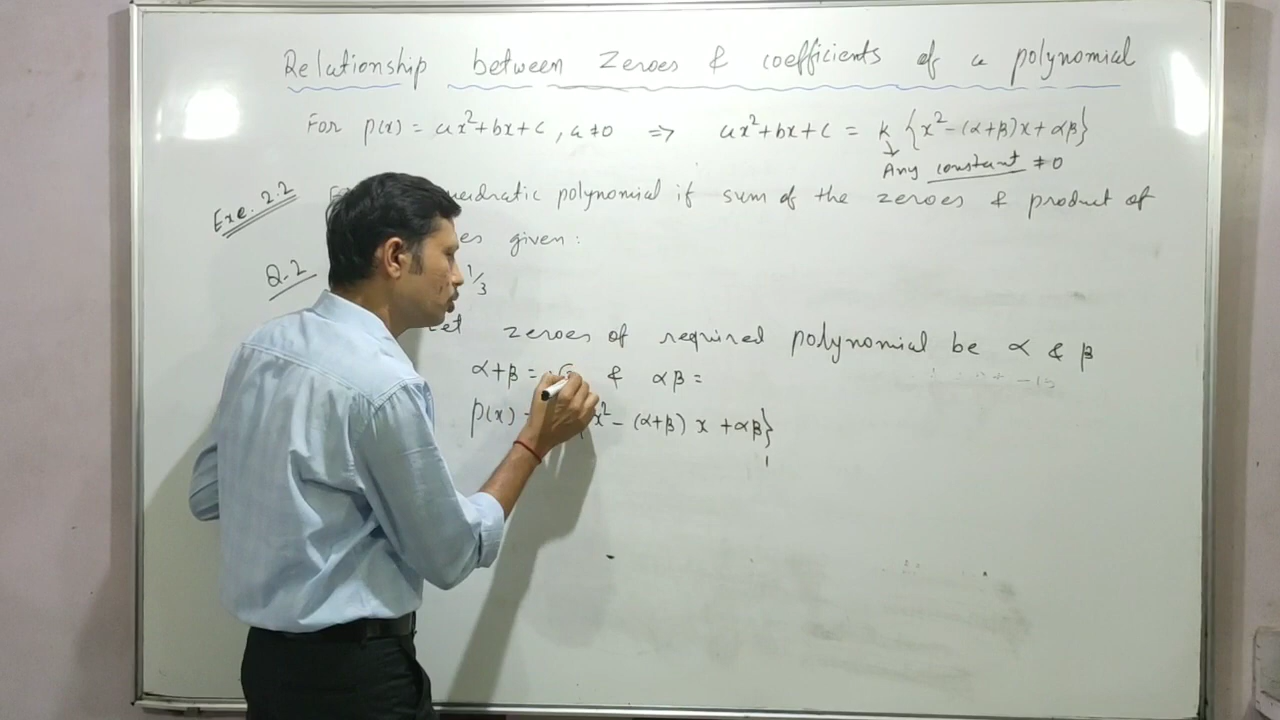 Relationship between Zeroes & coefficients of a polynomial
For p(x) = ax²+bx+c , a≠0 ⇒ ax²+bx+c = k {x²-(α+β)x+αβ}
Any constant ≠0
Exe. 2.2
quadratic polynomial if sum of the zeroes & product of
es given:
Q.2
1/3
zeroes of required polynomial be α & β
α+β = & αβ =
p(x) x² - (α+β) x +αβ}